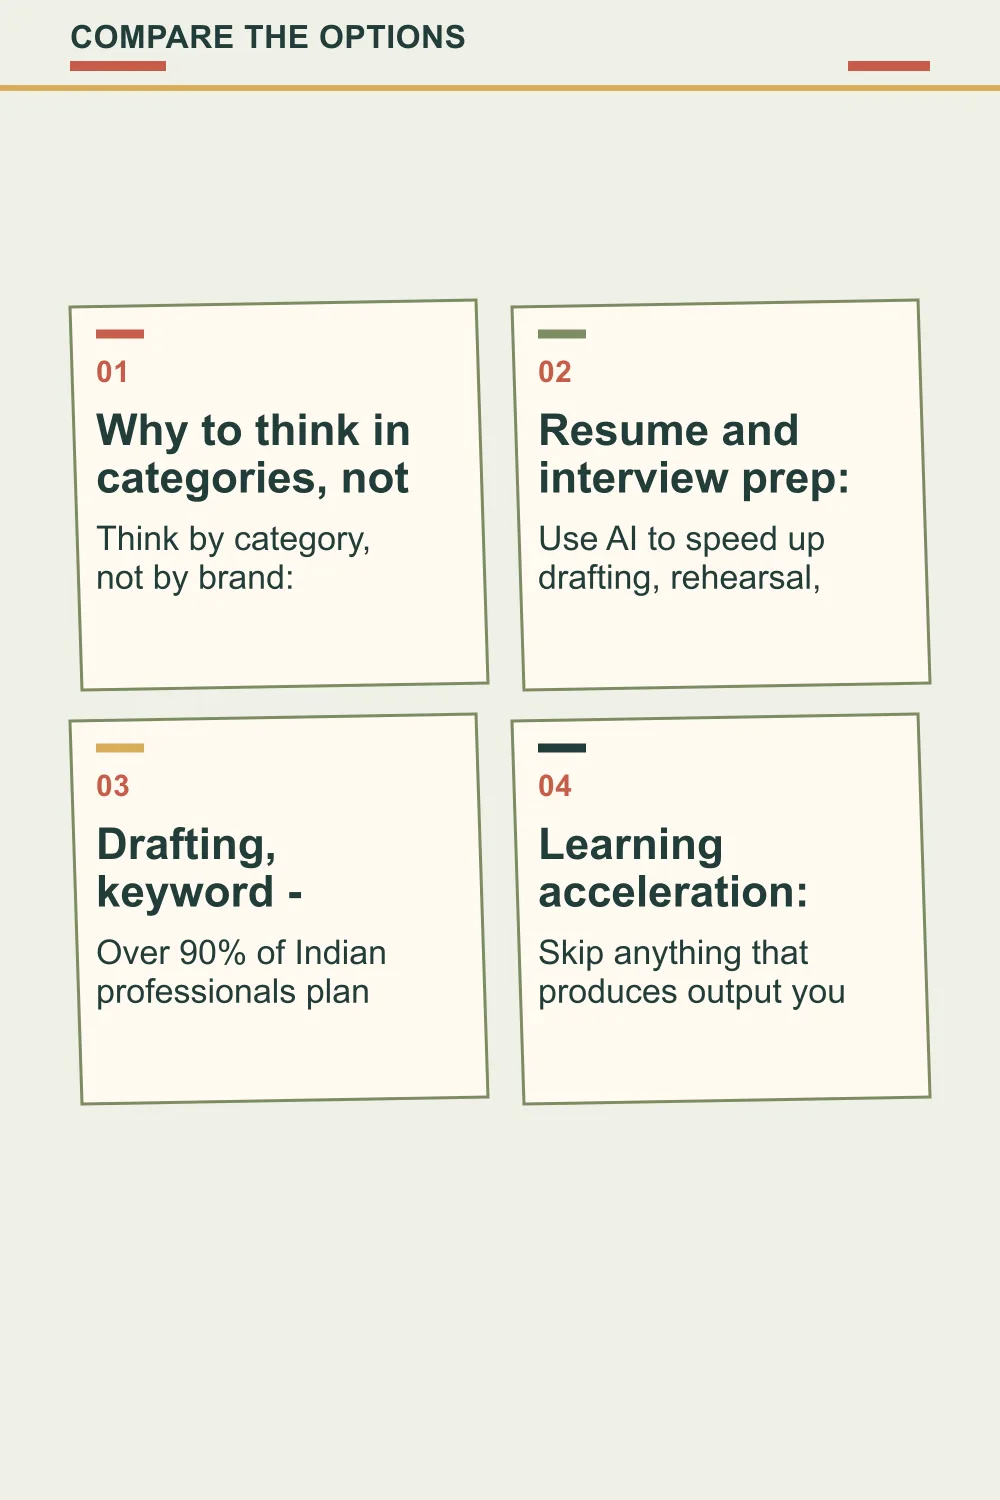 COMPARE THE OPTIONS
01
Why to think in
categories, not
Think by category,
not by brand:
02
Resume and
interview prep:
Use AI to speed up
drafting, rehearsal,
03
Drafting,
keyword -
Over 90% of Indian
professionals plan
04
Learning
acceleration:
Skip anything that
produces output you